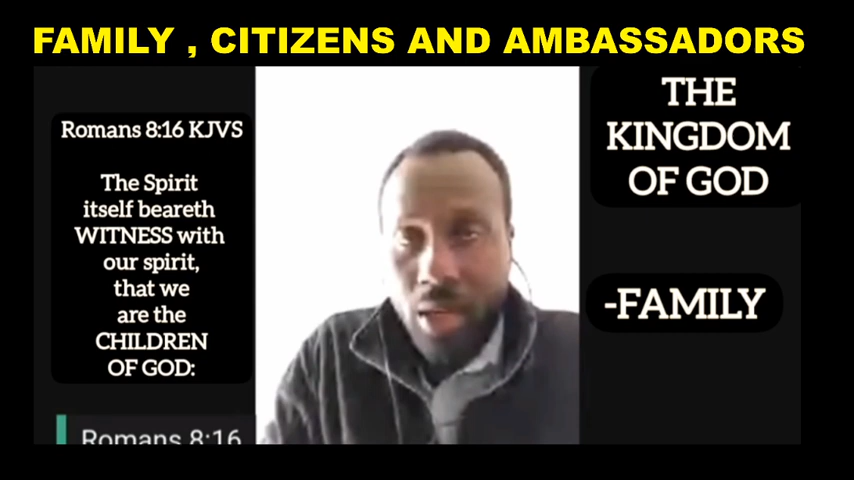 FAMILY , CITIZENS AND AMBASSADORS
Romans 8:16 KJVS
The Spirit
itself beareth
WITNESS with
our spirit,
that we
are the
CHILDREN
OF GOD:
Romans 8:16
THE
KINGDOM
OF GOD
-FAMILY